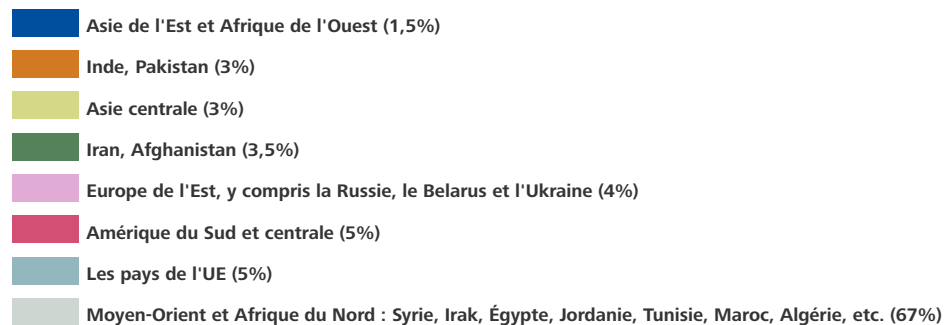 Asie de l'Est et Afrique de l'Ouest (1,5%)
Inde, Pakistan (3%)
Asie centrale (3%)
Iran, Afghanistan (3,5%)
Europe de l'Est, y compris la Russie, le Belarus et l'Ukraine (4%)
Amérique du Sud et centrale (5%)
Les pays de l'UE (5%)
Moyen-Orient et Afrique du Nord : Syrie, Irak, Égypte, Jordanie, Tunisie, Maroc, Algérie, etc. (67%)